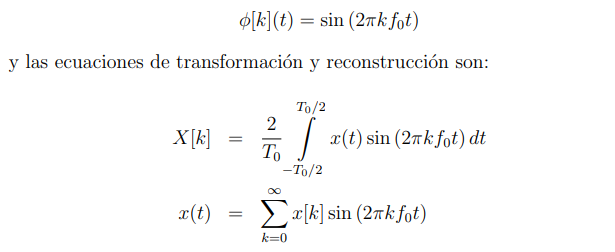 ϕ[k](t) = sin (2πkf₀t)
y las ecuaciones de transformación y reconstrucción son:
X[k] = 2/T₀ ∫_{−T₀/2}^{T₀/2} x(t) sin (2πkf₀t) dt
x(t) = ∑_{k=0}^{∞} x[k] sin (2πkf₀t)